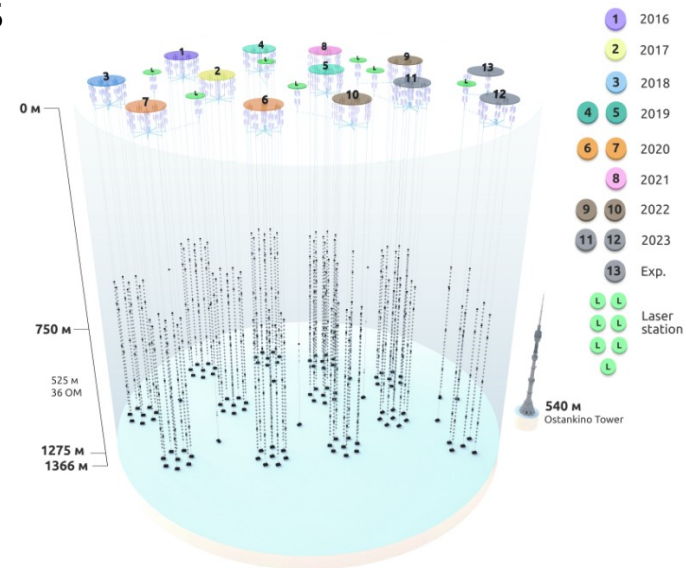 1 2016
2 2017
3 2018
4 5 2019
6 7 2020
8 2021
9 10 2022
11 12 2023
13 Exp.
L L
L L
L L
L
Laser
station
4
8
1
L
L
9
13
5
L
3
L
2
L
11
L
7
L
6
10
12
0 м
750 м
525 м
36 ОМ
1275 м
1366 м
540 м
Ostankino Tower